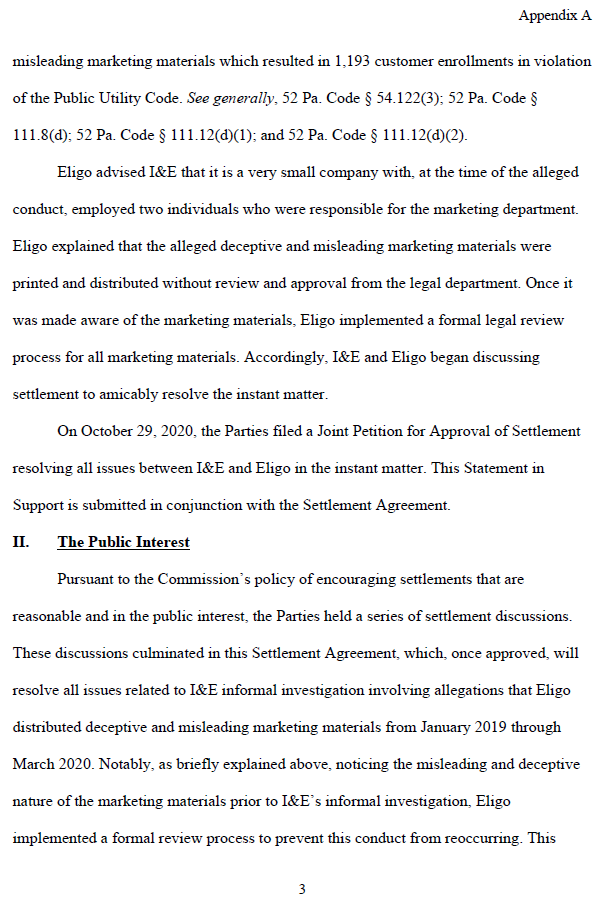 Appendix A
misleading marketing materials which resulted in 1,193 customer enrollments in violation
of the Public Utility Code. See generally, 52 Pa. Code § 54.122(3); 52 Pa. Code §
111.8(d); 52 Pa. Code § 111.12(d)(1); and 52 Pa. Code § 111.12(d)(2).
Eligo advised I&E that it is a very small company with, at the time of the alleged
conduct, employed two individuals who were responsible for the marketing department.
Eligo explained that the alleged deceptive and misleading marketing materials were
printed and distributed without review and approval from the legal department. Once it
was made aware of the marketing materials, Eligo implemented a formal legal review
process for all marketing materials. Accordingly, I&E and Eligo began discussing
settlement to amicably resolve the instant matter.
On October 29, 2020, the Parties filed a Joint Petition for Approval of Settlement
resolving all issues between I&E and Eligo in the instant matter. This Statement in
Support is submitted in conjunction with the Settlement Agreement.
II. The Public Interest
Pursuant to the Commission's policy of encouraging settlements that are
reasonable and in the public interest, the Parties held a series of settlement discussions.
These discussions culminated in this Settlement Agreement, which, once approved, will
resolve all issues related to I&E informal investigation involving allegations that Eligo
distributed deceptive and misleading marketing materials from January 2019 through
March 2020. Notably, as briefly explained above, noticing the misleading and deceptive
nature of the marketing materials prior to I&E's informal investigation, Eligo
implemented a formal review process to prevent this conduct from reoccurring. This
3